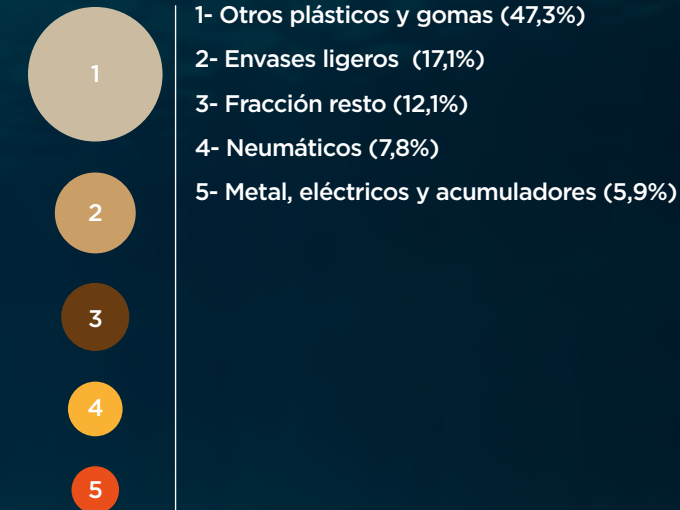 1
2
3
4
5
1- Otros plásticos y gomas (47,3%)
2- Envases ligeros (17,1%)
3- Fracción resto (12,1%)
4- Neumáticos (7,8%)
5- Metal, eléctricos y acumuladores (5,9%)